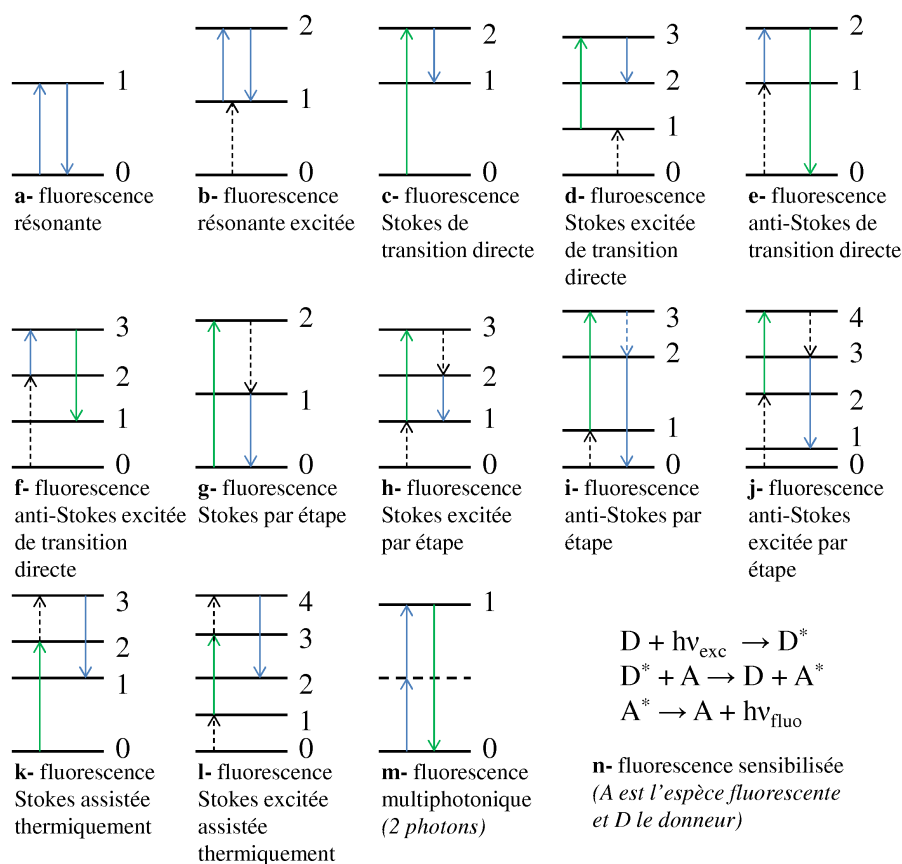 1
0
a- fluorescence
résonante
2
1
0
b- fluorescence
résonante excitée
2
1
0
c- fluorescence
Stokes de
transition directe
3
2
1
0
d- fluroescence
Stokes excitée
de transition
directe
2
1
0
e- fluorescence
anti-Stokes de
transition directe
3
2
1
0
f- fluorescence
anti-Stokes excitée
de transition
directe
2
1
0
g- fluorescence
Stokes par étape
3
2
1
0
h- fluorescence
Stokes excitée
par étape
3
2
1
0
i- fluorescence
anti-Stokes par
étape
4
3
2
1
0
j- fluorescence
anti-Stokes
excitée par
étape
3
2
1
0
k- fluorescence
Stokes assistée
thermiquement
4
3
2
1
0
l- fluorescence
Stokes excitée
assistée
thermiquement
1
0
m- fluorescence
multiphotonique
(2 photons)
D + hνexc → D*
D* + A → D + A*
A* → A + hνfluo
n- fluorescence sensibilisée
(A est l'espèce fluorescente
et D le donneur)